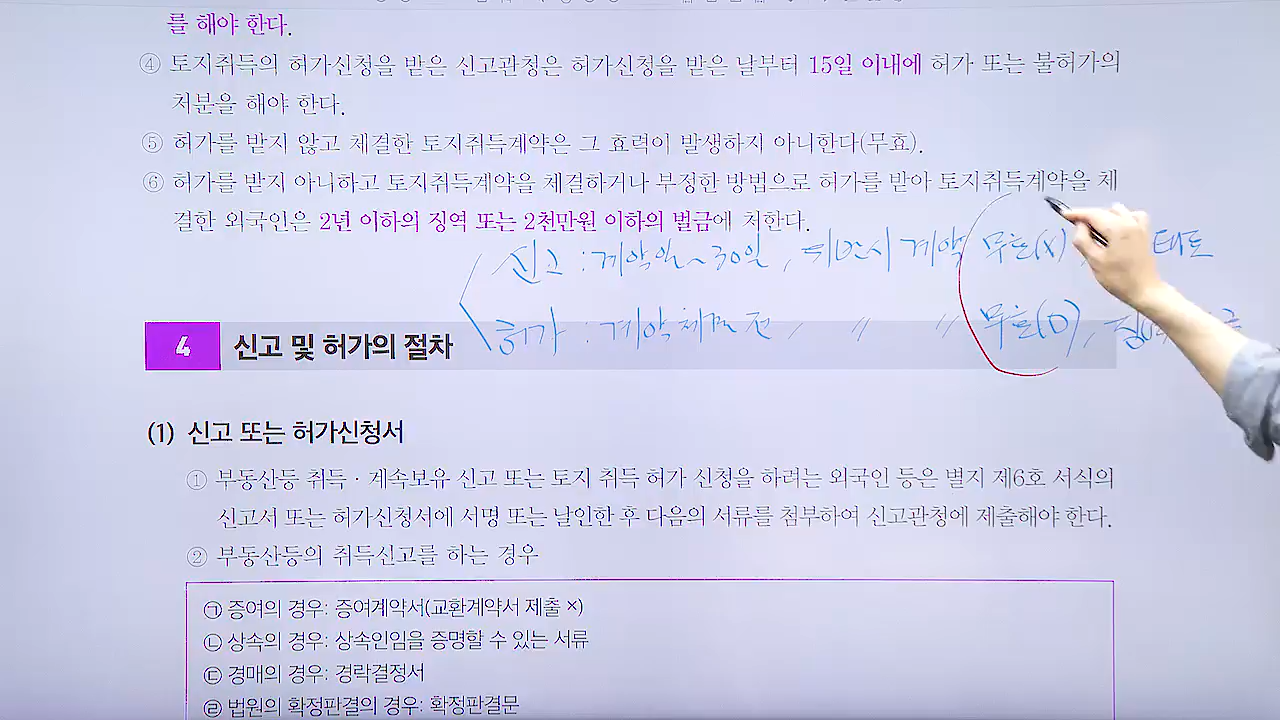 를 해야 한다.
④ 토지취득의 허가신청을 받은 신고관청은 허가신청을 받은 날부터 15일 이내에 허가 또는 불허가의
처분을 해야 한다.
⑤ 허가를 받지 않고 체결한 토지취득계약은 그 효력이 발생하지 아니한다(무효).
⑥ 허가를 받지 아니하고 토지취득계약을 체결하거나 부정한 방법으로 허가를 받아 토지취득계약을 체
결한 외국인은 2년 이하의 징역 또는 2천만원 이하의 벌금에 처한다.
신고 : 계약일~30일, 위반시 계약 무효(X),
허가 : 계약체결 전, 〃 〃 무효(O),
4 신고 및 허가의 절차
(1) 신고 또는 허가신청서
① 부동산등 취득·계속보유 신고 또는 토지 취득 허가 신청을 하려는 외국인 등은 별지 제6호 서식의
신고서 또는 허가신청서에 서명 또는 날인한 후 다음의 서류를 첨부하여 신고관청에 제출해야 한다.
② 부동산등의 취득신고를 하는 경우
㉠ 증여의 경우: 증여계약서(교환계약서 제출 ×)
㉡ 상속의 경우: 상속인임을 증명할 수 있는 서류
㉢ 경매의 경우: 경락결정서
㉣ 법원의 확정판결의 경우: 확정판결문